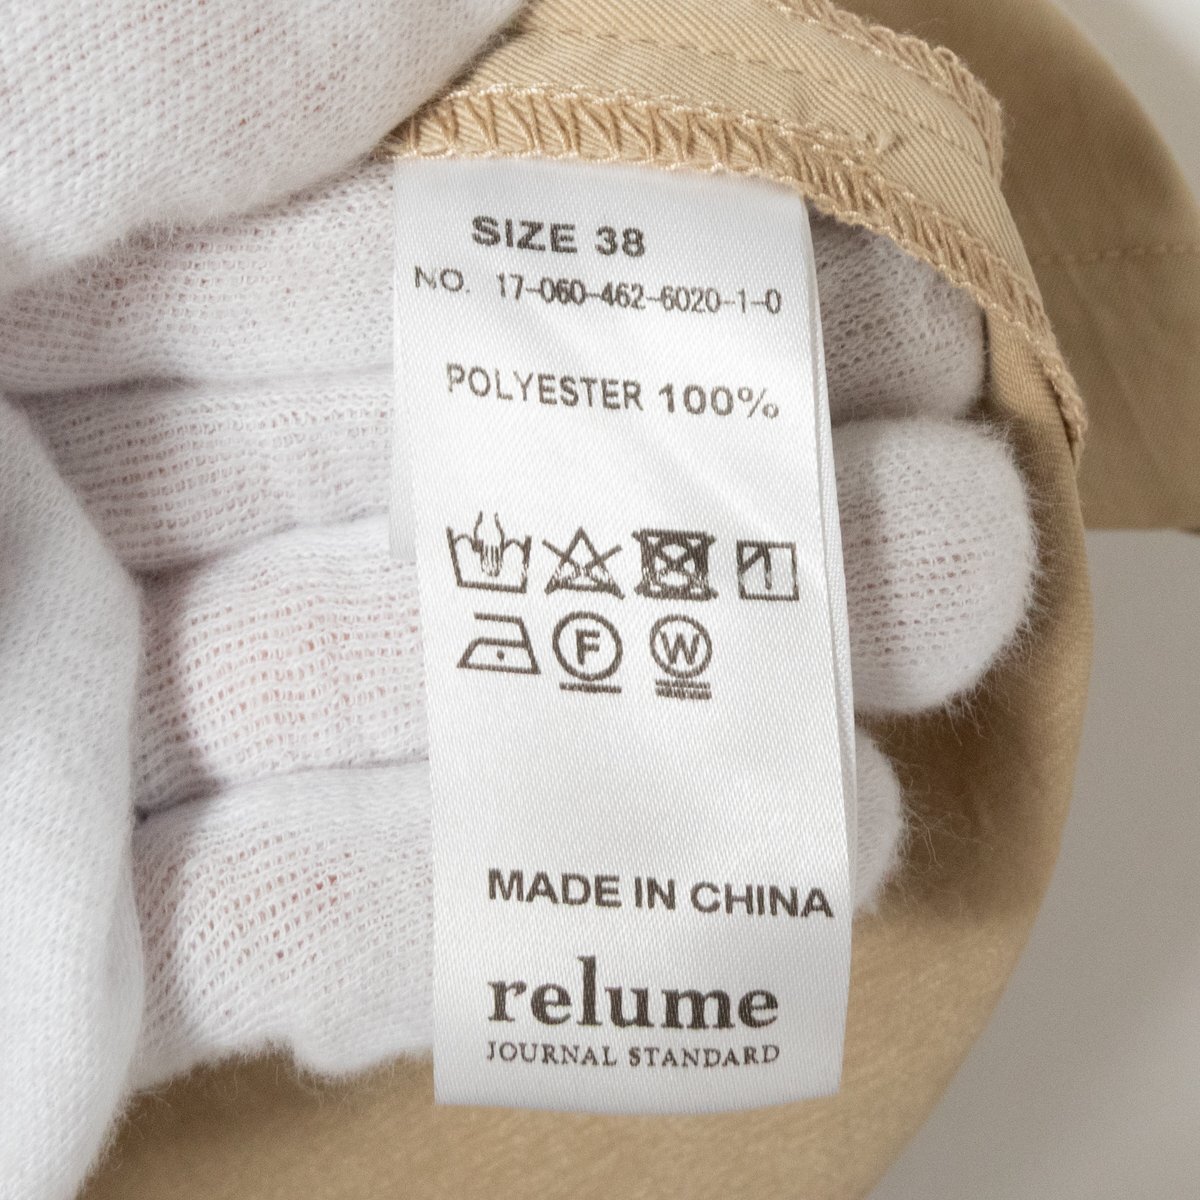 SIZE 38
NO. 17-060-462-6020-1-0
POLYESTER 100%
F W
MADE IN CHINA
relume
JOURNAL STANDARD